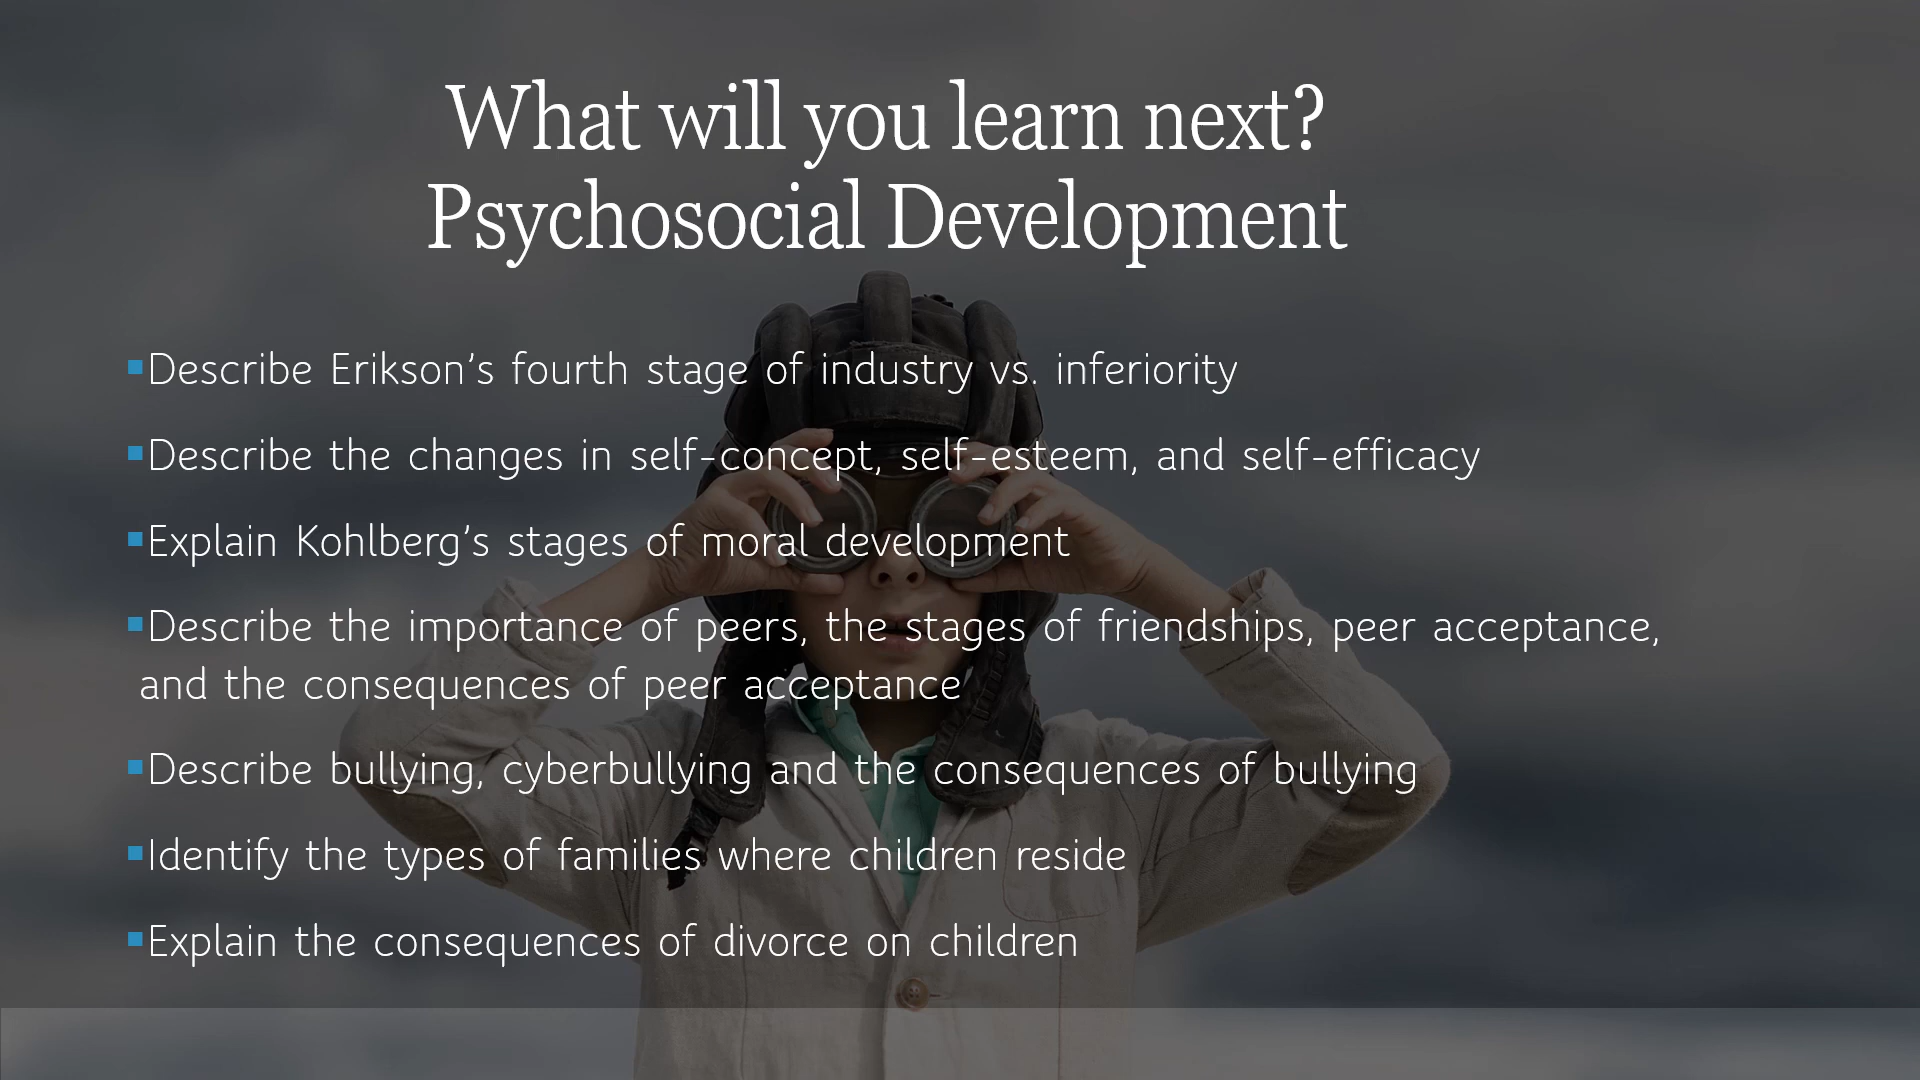 What will you learn next?
Psychosocial Development
▪Describe Erikson’s fourth stage of industry vs. inferiority
▪Describe the changes in self-concept, self-esteem, and self-efficacy
▪Explain Kohlberg’s stages of moral development
▪Describe the importance of peers, the stages of friendships, peer acceptance,
and the consequences of peer acceptance
▪Describe bullying, cyberbullying and the consequences of bullying
▪Identify the types of families where children reside
▪Explain the consequences of divorce on children